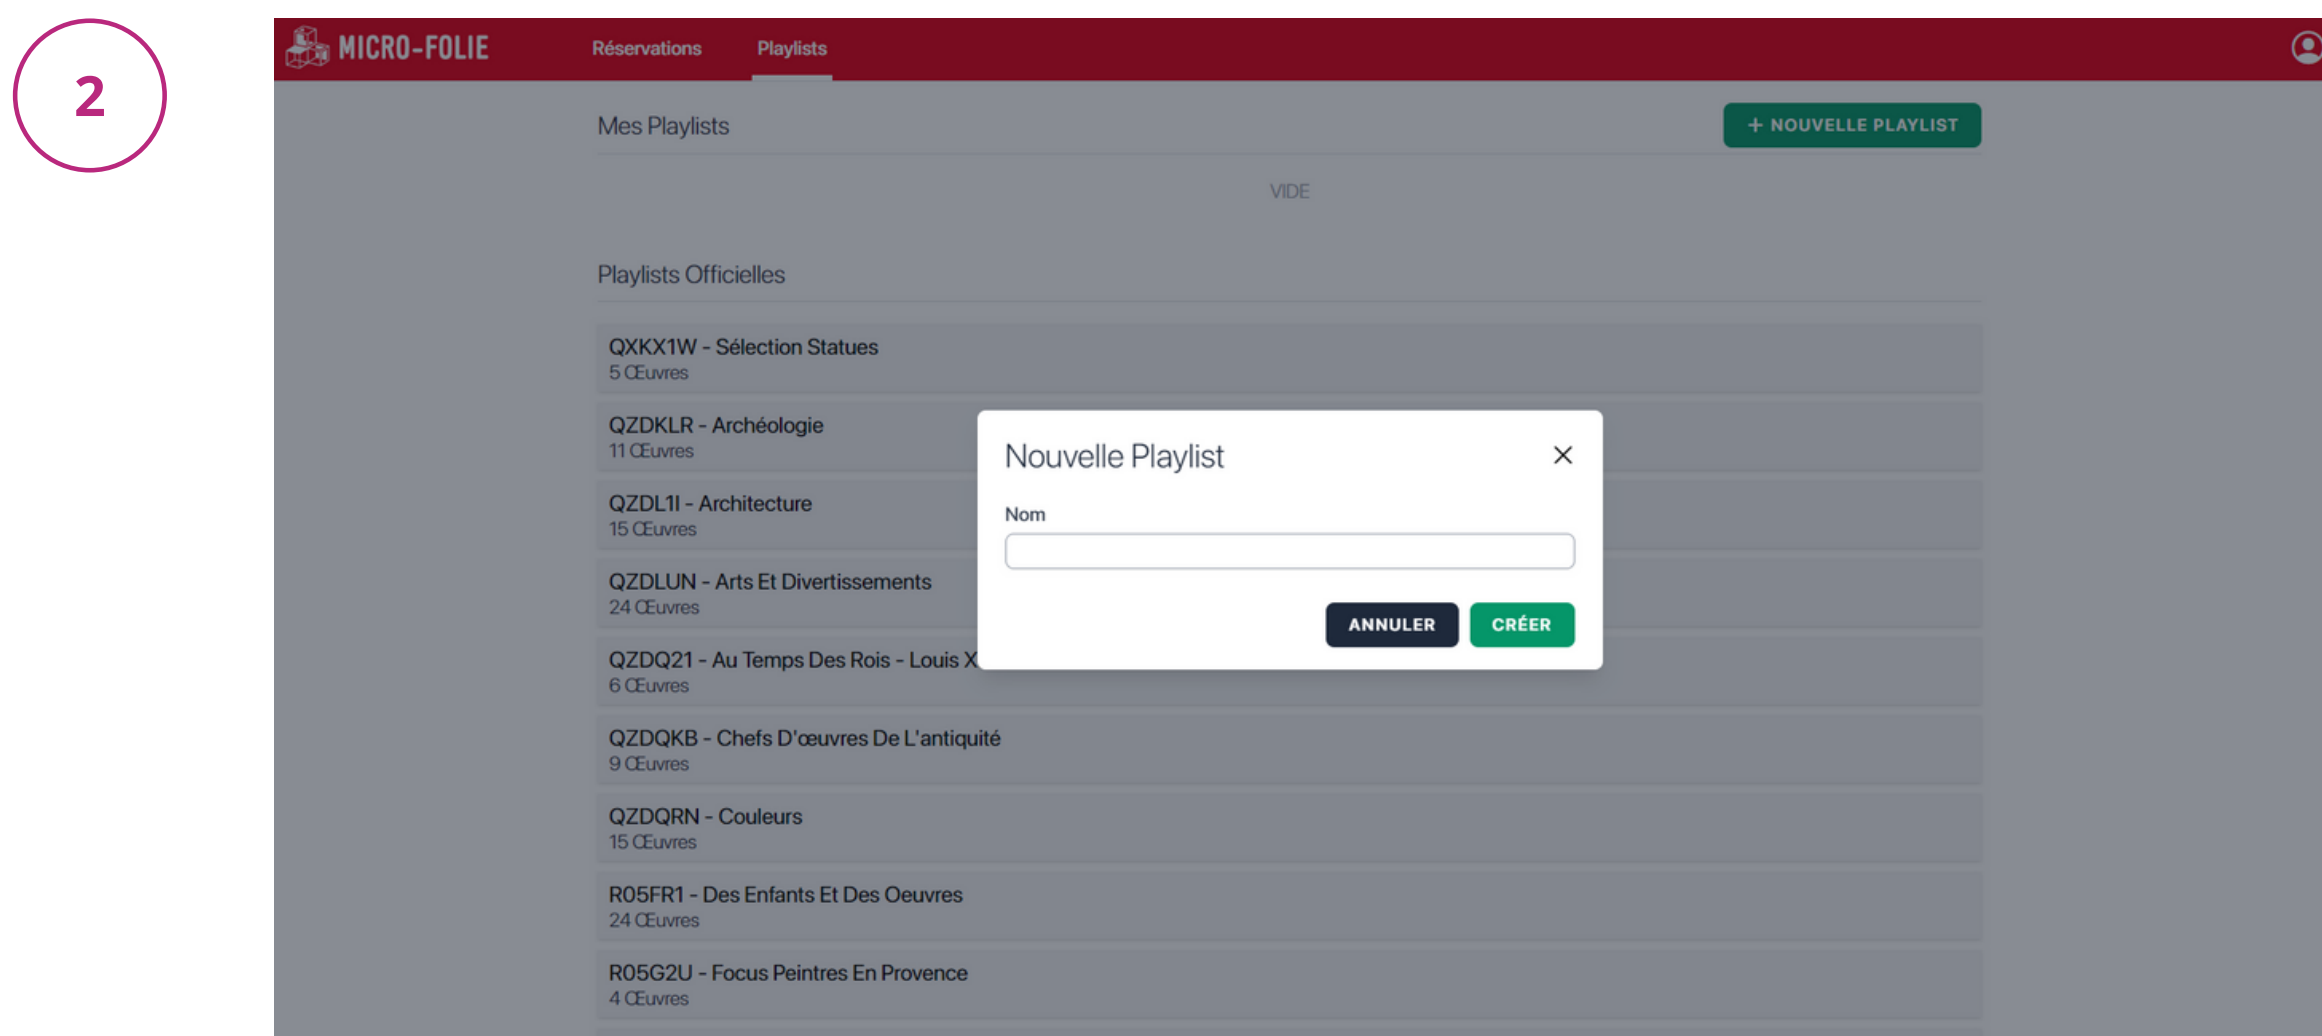 2
MICRO-FOLIE
Réservations
Playlists
Mes Playlists
+ NOUVELLE PLAYLIST
VIDE
Playlists Officielles
QXKX1W - Sélection Statues
5 Œuvres
QZDKLR - Archéologie
11 Œuvres
QZDL1I - Architecture
15 Œuvres
QZDLUN - Arts Et Divertissements
24 Œuvres
QZDQ21 - Au Temps Des Rois - Louis X
6 Œuvres
QZDQKB - Chefs D'œuvres De L'antiquité
9 Œuvres
QZDQRN - Couleurs
15 Œuvres
R05FR1 - Des Enfants Et Des Oeuvres
24 Œuvres
R05G2U - Focus Peintres En Provence
4 Œuvres
Nouvelle Playlist
Nom
ANNULER
CRÉER